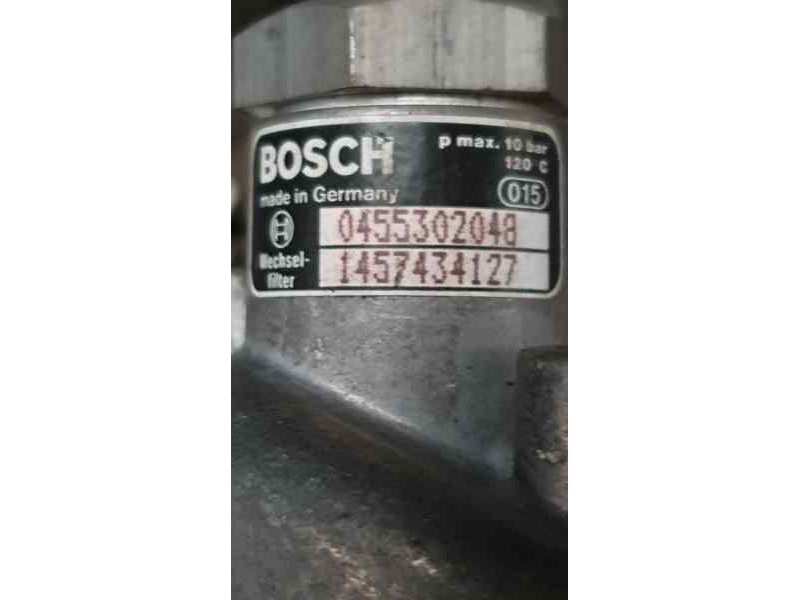 BOSCH
p max. 10 bar
120 C
made in Germany
015
0455302048
Wechsel-
filter
1457434127